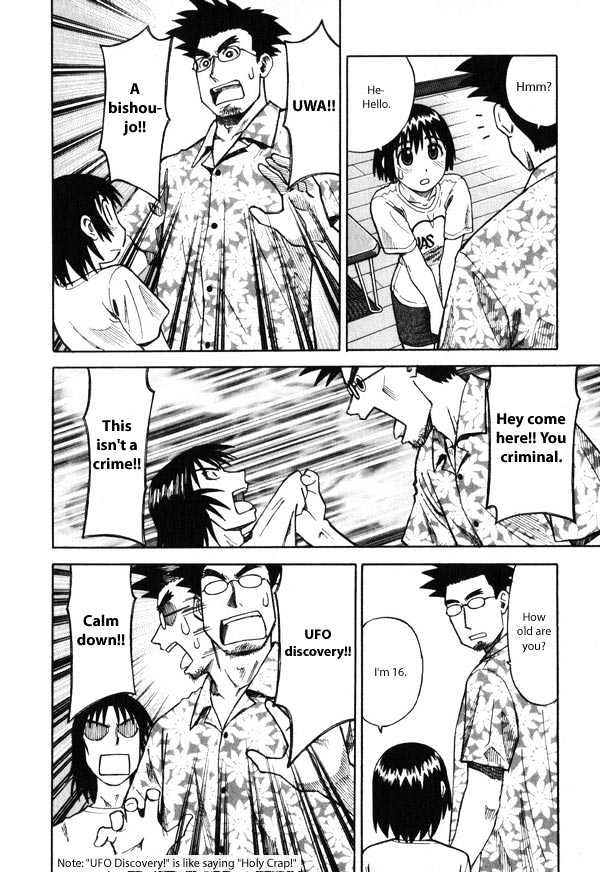 Hmm?
He-
Hello.
UWA!!
A
bishou-
jo!!
Hey come
here!! You
criminal.
This
isn't a
crime!!
How
old are
you?
I'm 16.
UFO
discovery!!
Calm
down!!
Note: "UFO Discovery!" is like saying "Holy Crap!"